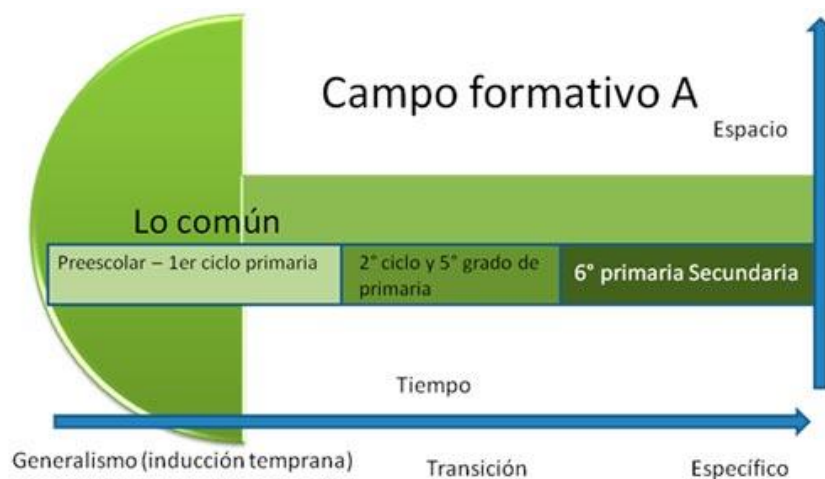 Campo formativo A
Espacio
Lo común
Preescolar – 1er ciclo primaria
2° ciclo y 5° grado de
primaria
6° primaria Secundaria
Tiempo
Generalismo (inducción temprana)
Transición
Específico